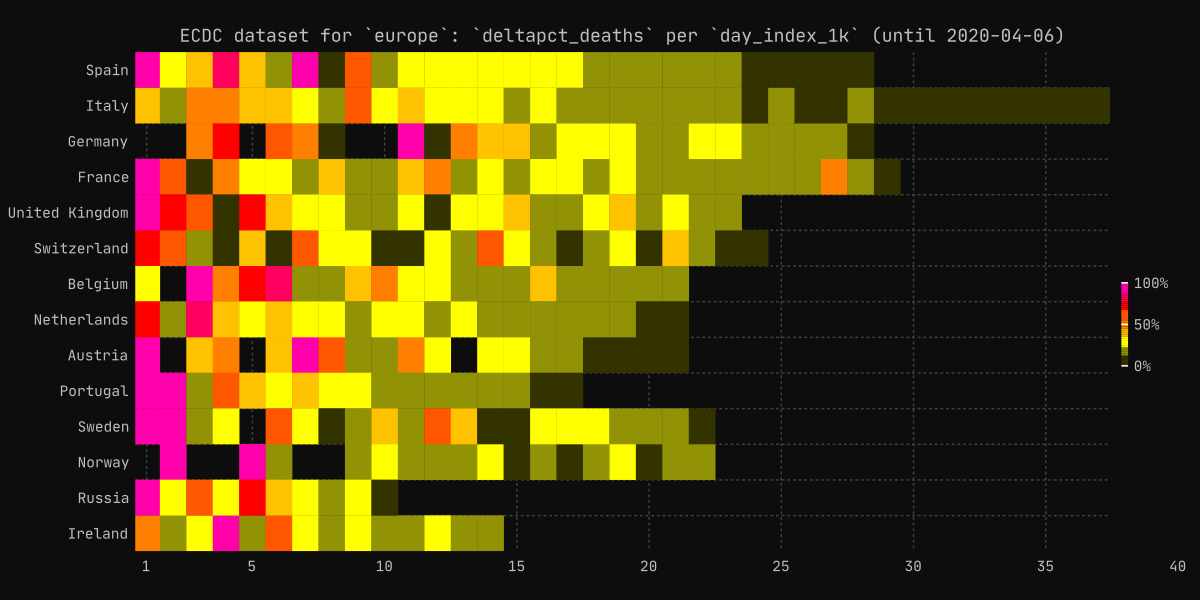 ECDC dataset for `europe`: `deltapct_deaths` per `day_index_1k` (until 2020-04-06)
Spain
Italy
Germany
France
United Kingdom
Switzerland
Belgium
Netherlands
Austria
Portugal
Sweden
Norway
Russia
Ireland
100%
50%
0%
1 5 10 15 20 25 30 35 40